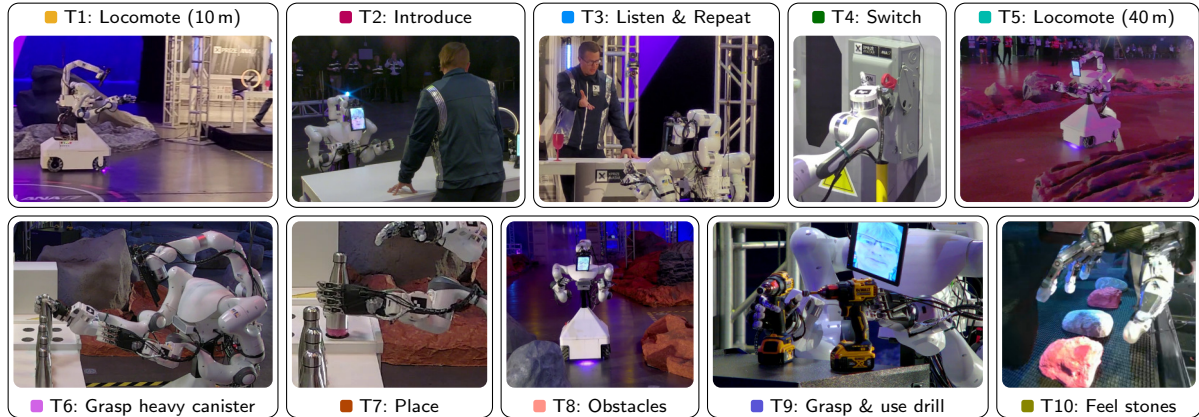 T1: Locomote (10 m)
T2: Introduce
T3: Listen & Repeat
T4: Switch
T5: Locomote (40 m)
T6: Grasp heavy canister
T7: Place
T8: Obstacles
T9: Grasp & use drill
T10: Feel stones